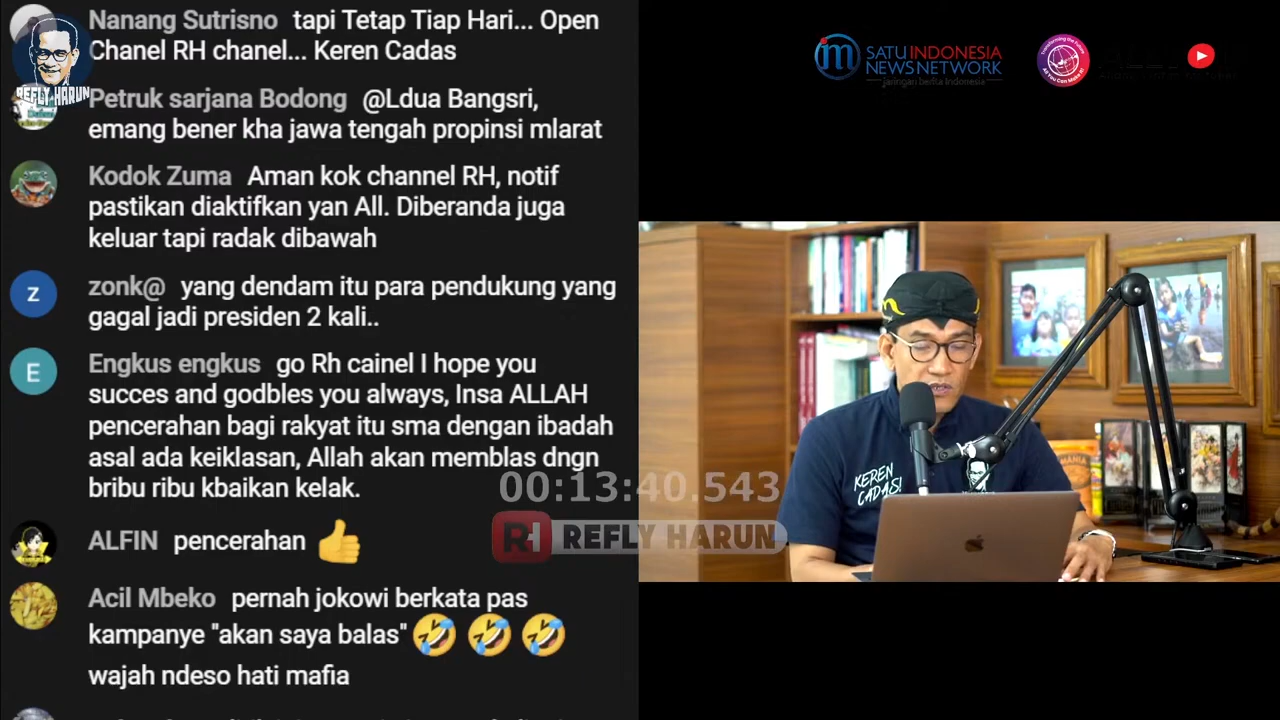 Nanang Sutrisno tapi Tetap Tiap Hari... Open
Chanel RH chanel... Keren Cadas
REFLY HARUN
Petruk sarjana Bodong @Ldua Bangsri,
emang bener kha jawa tengah propinsi mlarat
Kodok Zuma Aman kok channel RH, notif
pastikan diaktifkan yan All. Diberanda juga
keluar tapi radak dibawah
Z
zonk@ yang dendam itu para pendukung yang
gagal jadi presiden 2 kali..
E
Engkus engkus go Rh cainel I hope you
succes and godbles you always, Insa ALLAH
pencerahan bagi rakyat itu sma dengan ibadah
asal ada keiklasan, Allah akan memblas dngn
bribu ribu kbaikan kelak.
ALFIN pencerahan 👍
Acil Mbeko pernah jokowi berkata pas
kampanye "akan saya balas" 🤣 🤣 🤣
wajah ndeso hati mafia
SATU INDONESIA
NEWS NETWORK
jaringan berita Indonesia
KEREN
CADAS!
00:13:40.543
RH REFLY HARUN